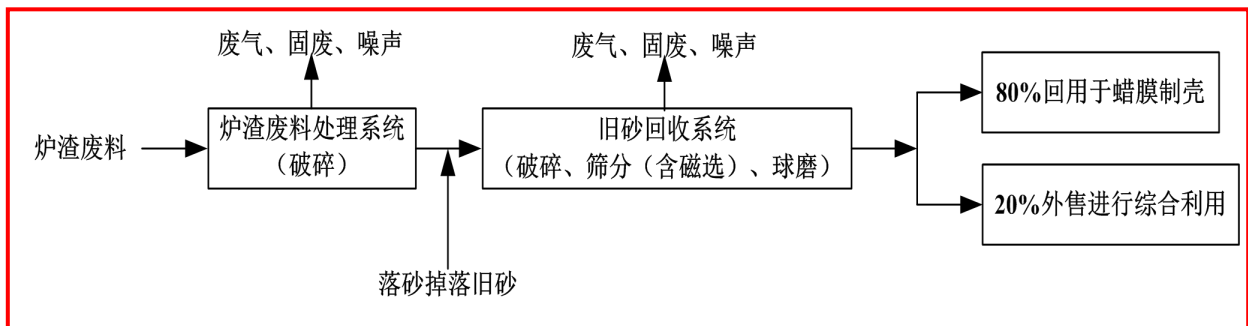 废气、固废、噪声
废气、固废、噪声
炉渣废料
炉渣废料处理系统
（破碎）
旧砂回收系统
（破碎、筛分（含磁选）、球磨）
80%回用于蜡膜制壳
20%外售进行综合利用
落砂掉落旧砂